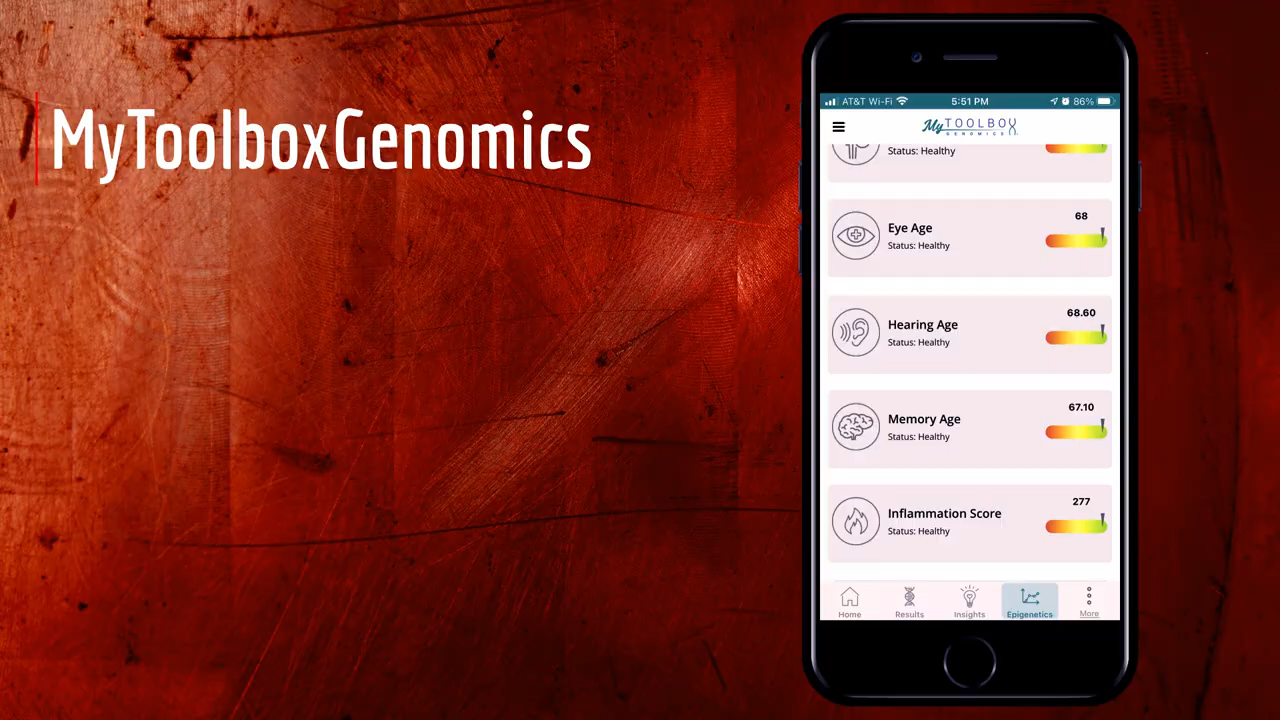 MyToolboxGenomics
AT&T Wi-Fi 5:51 PM 86%
My TOOLBOX
GENOMICS
Status: Healthy
68
Eye Age
Status: Healthy
68.60
Hearing Age
Status: Healthy
67.10
Memory Age
Status: Healthy
277
Inflammation Score
Status: Healthy
Home Results Insights Epigenetics More